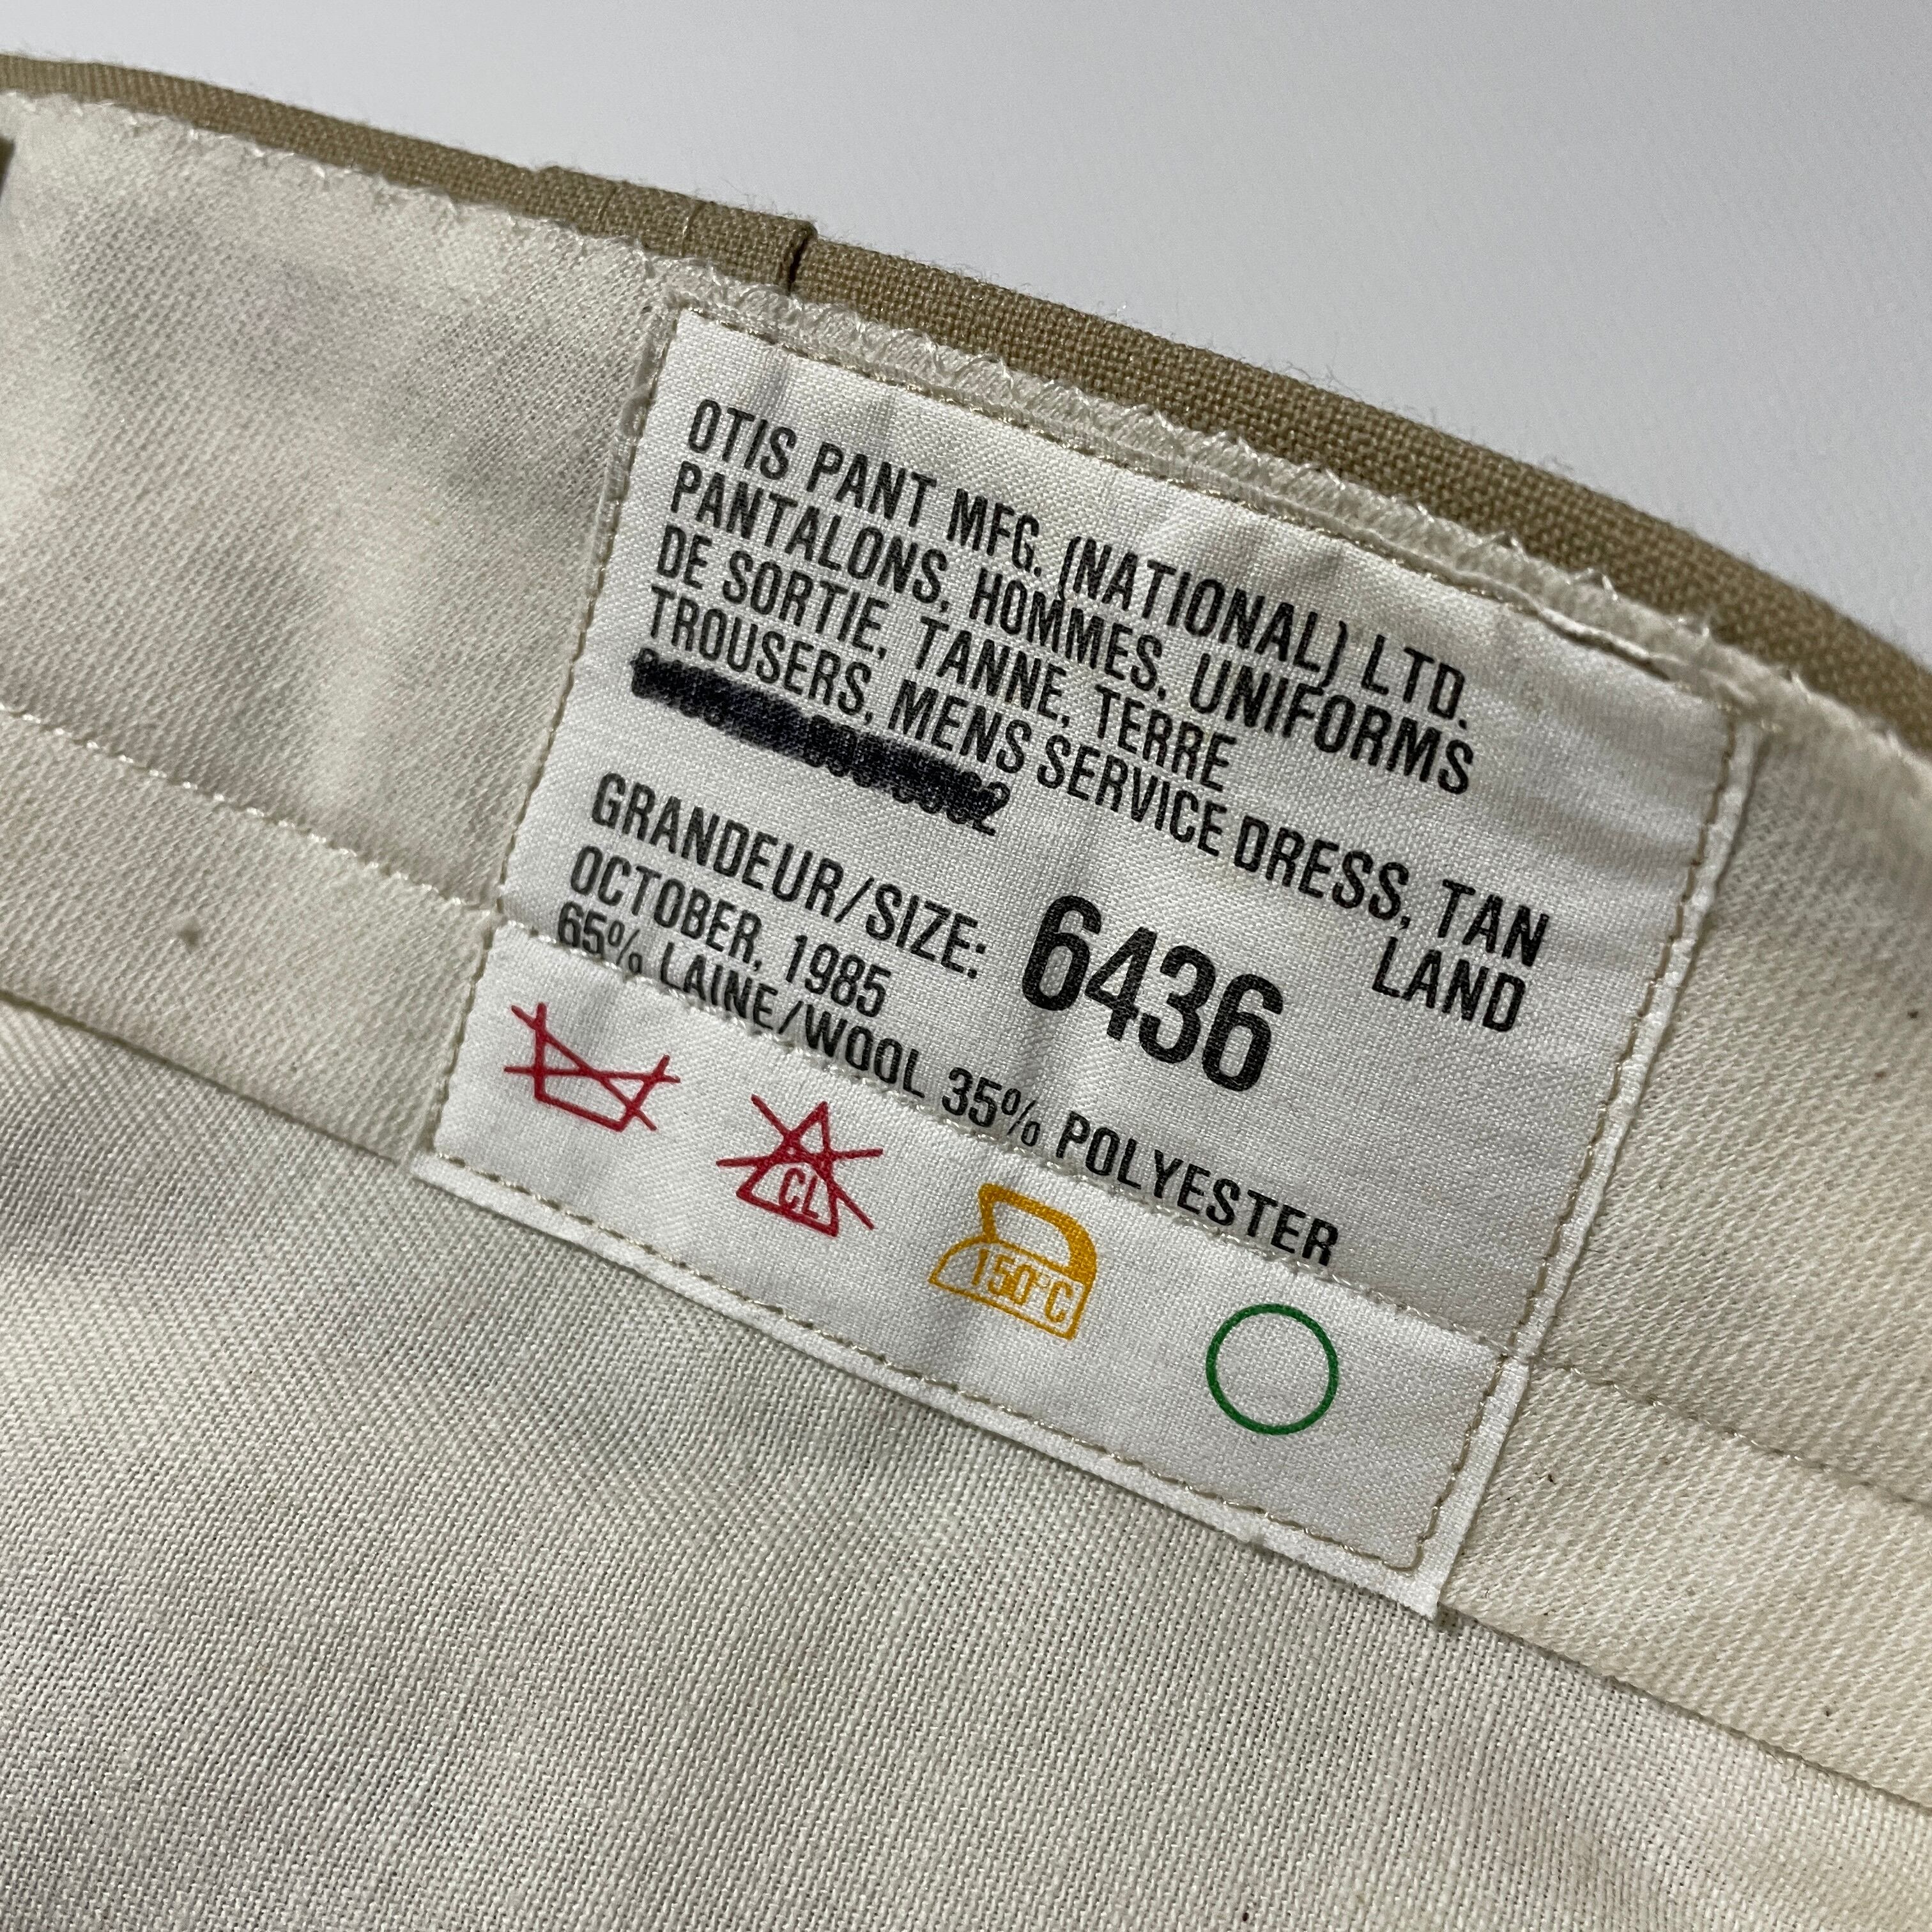 OTIS PANT MFG. (NATIONAL) LTD.
PANTALONS, HOMMES, UNIFORMS
DE SORTIE, TANNE, TERRE
TROUSERS, MENS SERVICE DRESS, TAN
LAND
GRANDEUR/SIZE: 6436
OCTOBER, 1985
65% LAINE/WOOL 35% POLYESTER
CL
150°C